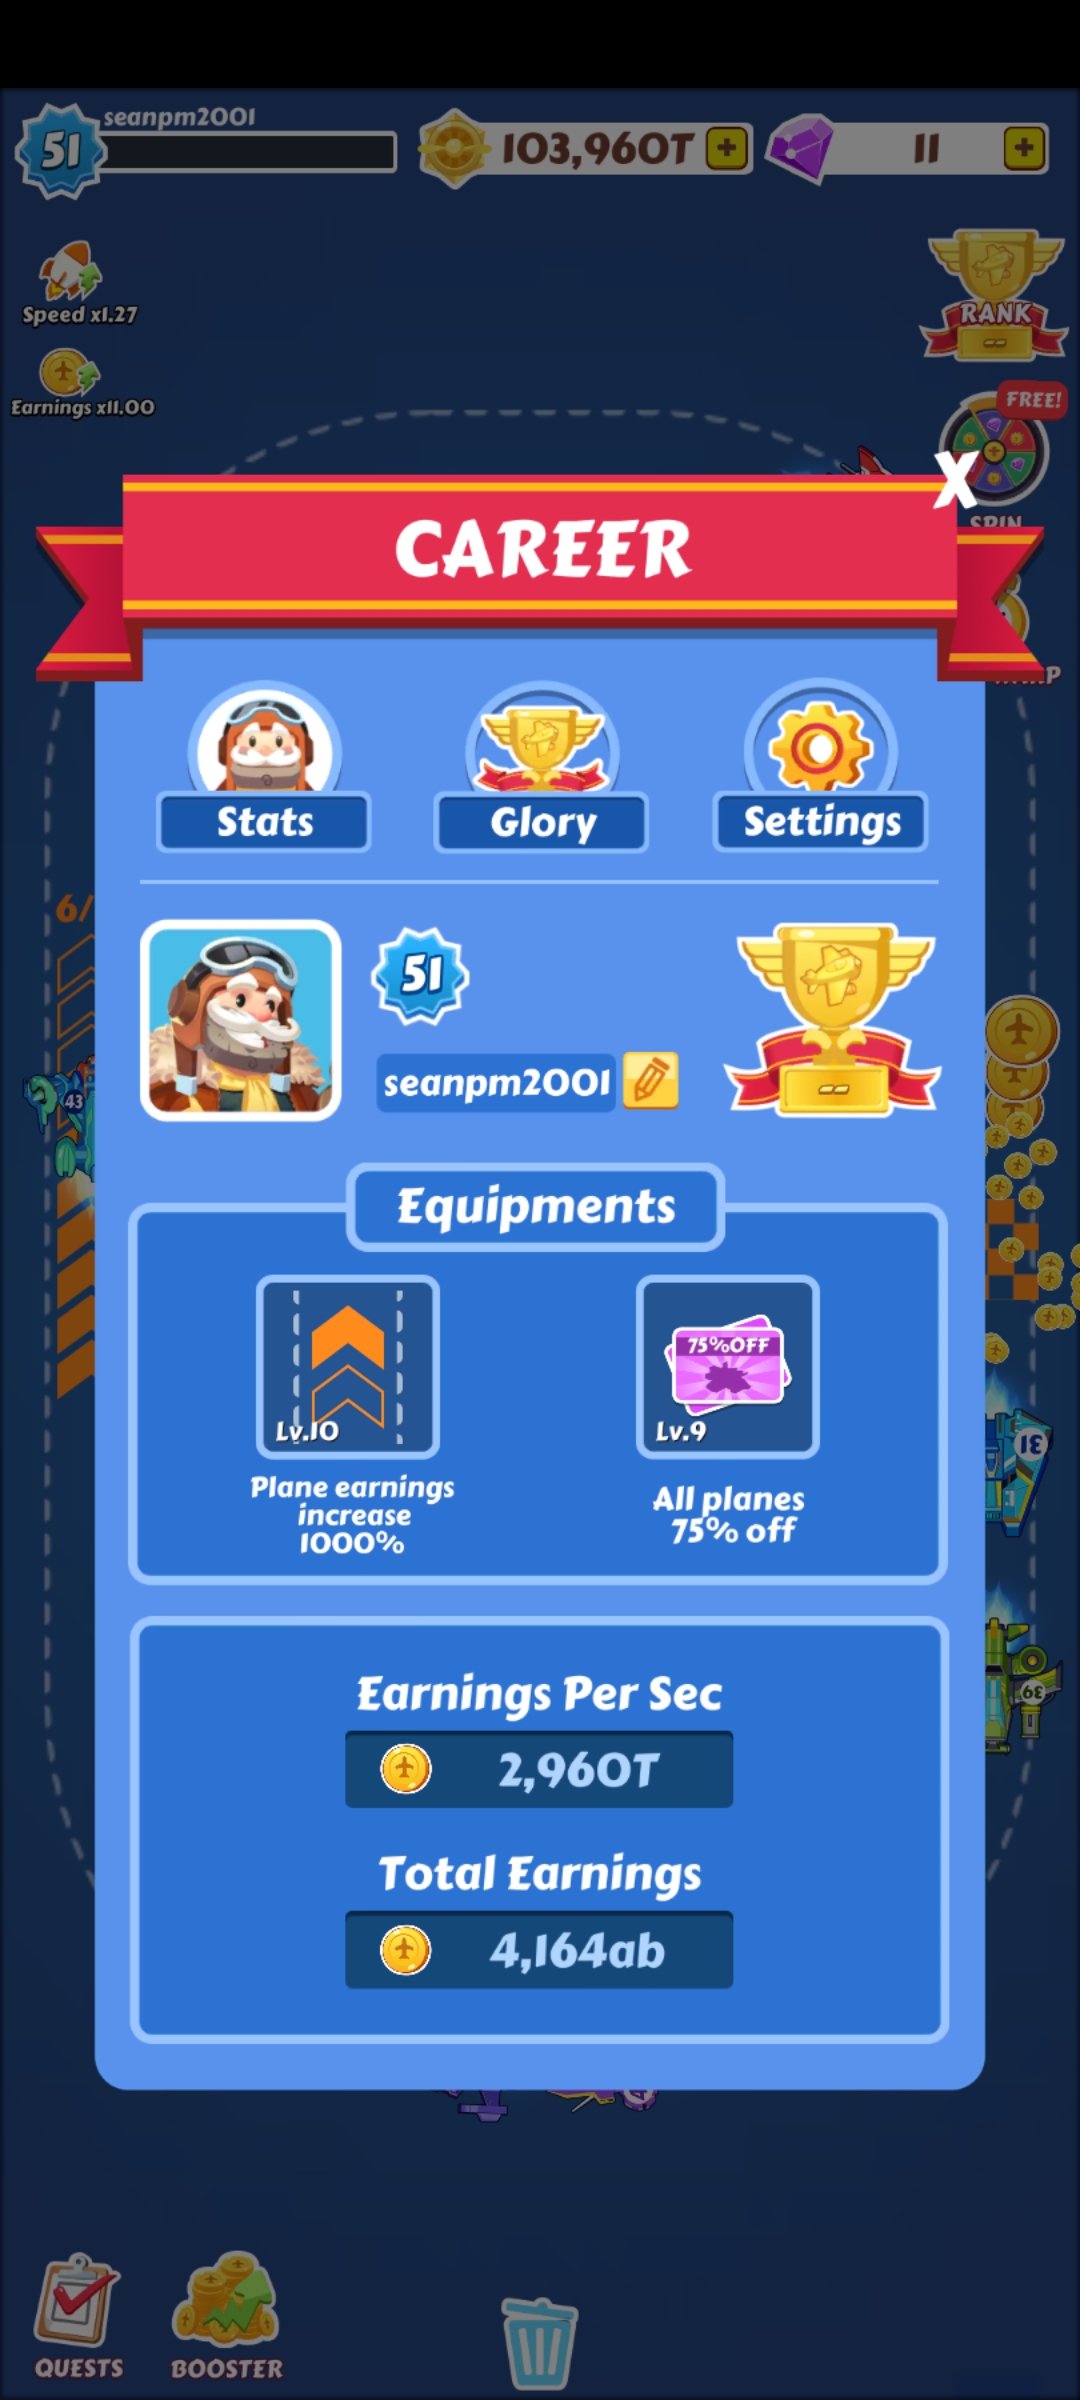 seanpm2001
51
103,960T
11
Speed x1.27
Earnings x11.00
RANK
--
FREE!
SPIN
X
CAREER
Stats
Glory
Settings
6/
51
seanpm2001
--
43
Equipments
75%OFF
Lv.10
Lv.9
Plane earnings
increase
1000%
All planes
75% off
31
39
Earnings Per Sec
2,960T
Total Earnings
4,164ab
QUESTS
BOOSTER